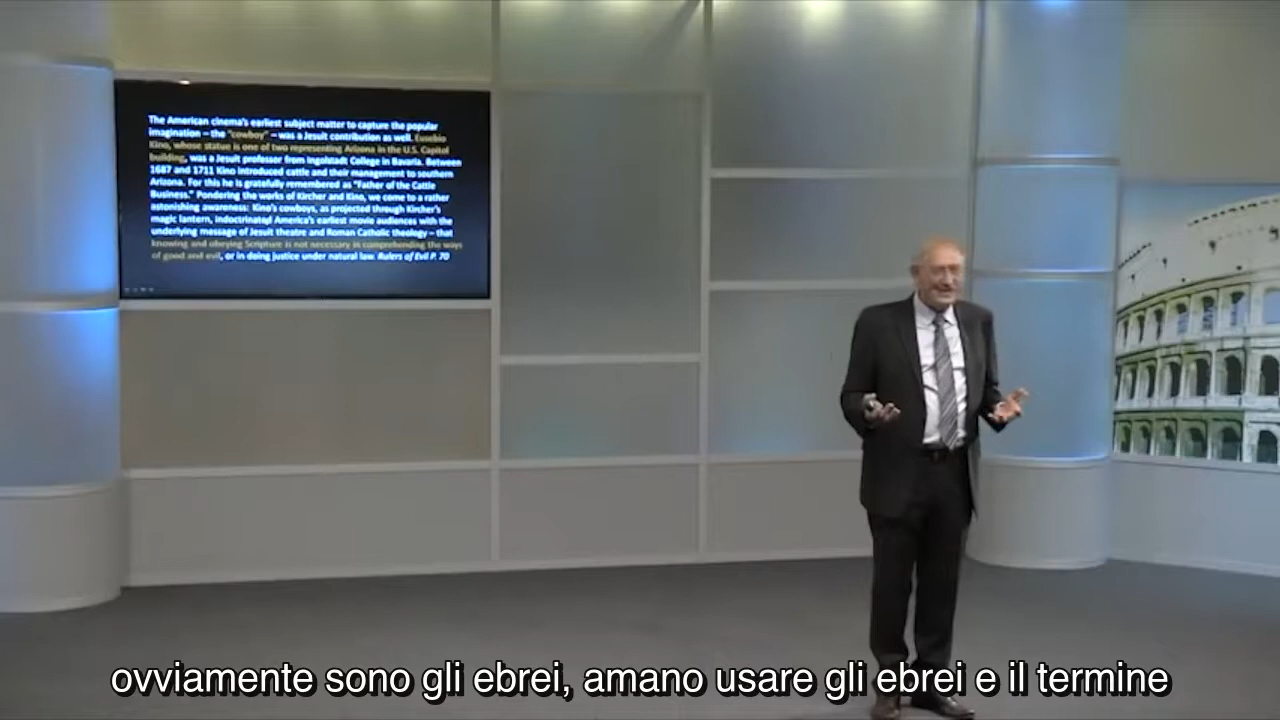 The American cinema's earliest subject matter to capture the popular
imagination – the "cowboy" – was a Jesuit contribution as well. Eusebio
Kino, whose statue is one of two representing Arizona in the U.S. Capitol
building, was a Jesuit professor from Ingolstadt College in Bavaria. Between
1687 and 1711 Kino introduced cattle and their management to southern
Arizona. For this he is gratefully remembered as "Father of the Cattle
Business." Pondering the works of Kircher and Kino, we come to a rather
astonishing awareness: Kino's cowboys, as projected through Kircher's
magic lantern, indoctrinated America's earliest movie audiences with the
underlying message of Jesuit theatre and Roman Catholic theology – that
knowing and obeying Scripture is not necessary in comprehending the ways
of good and evil, or in doing justice under natural law. Rulers of Evil P. 70
ovviamente sono gli ebrei, amano usare gli ebrei e il termine